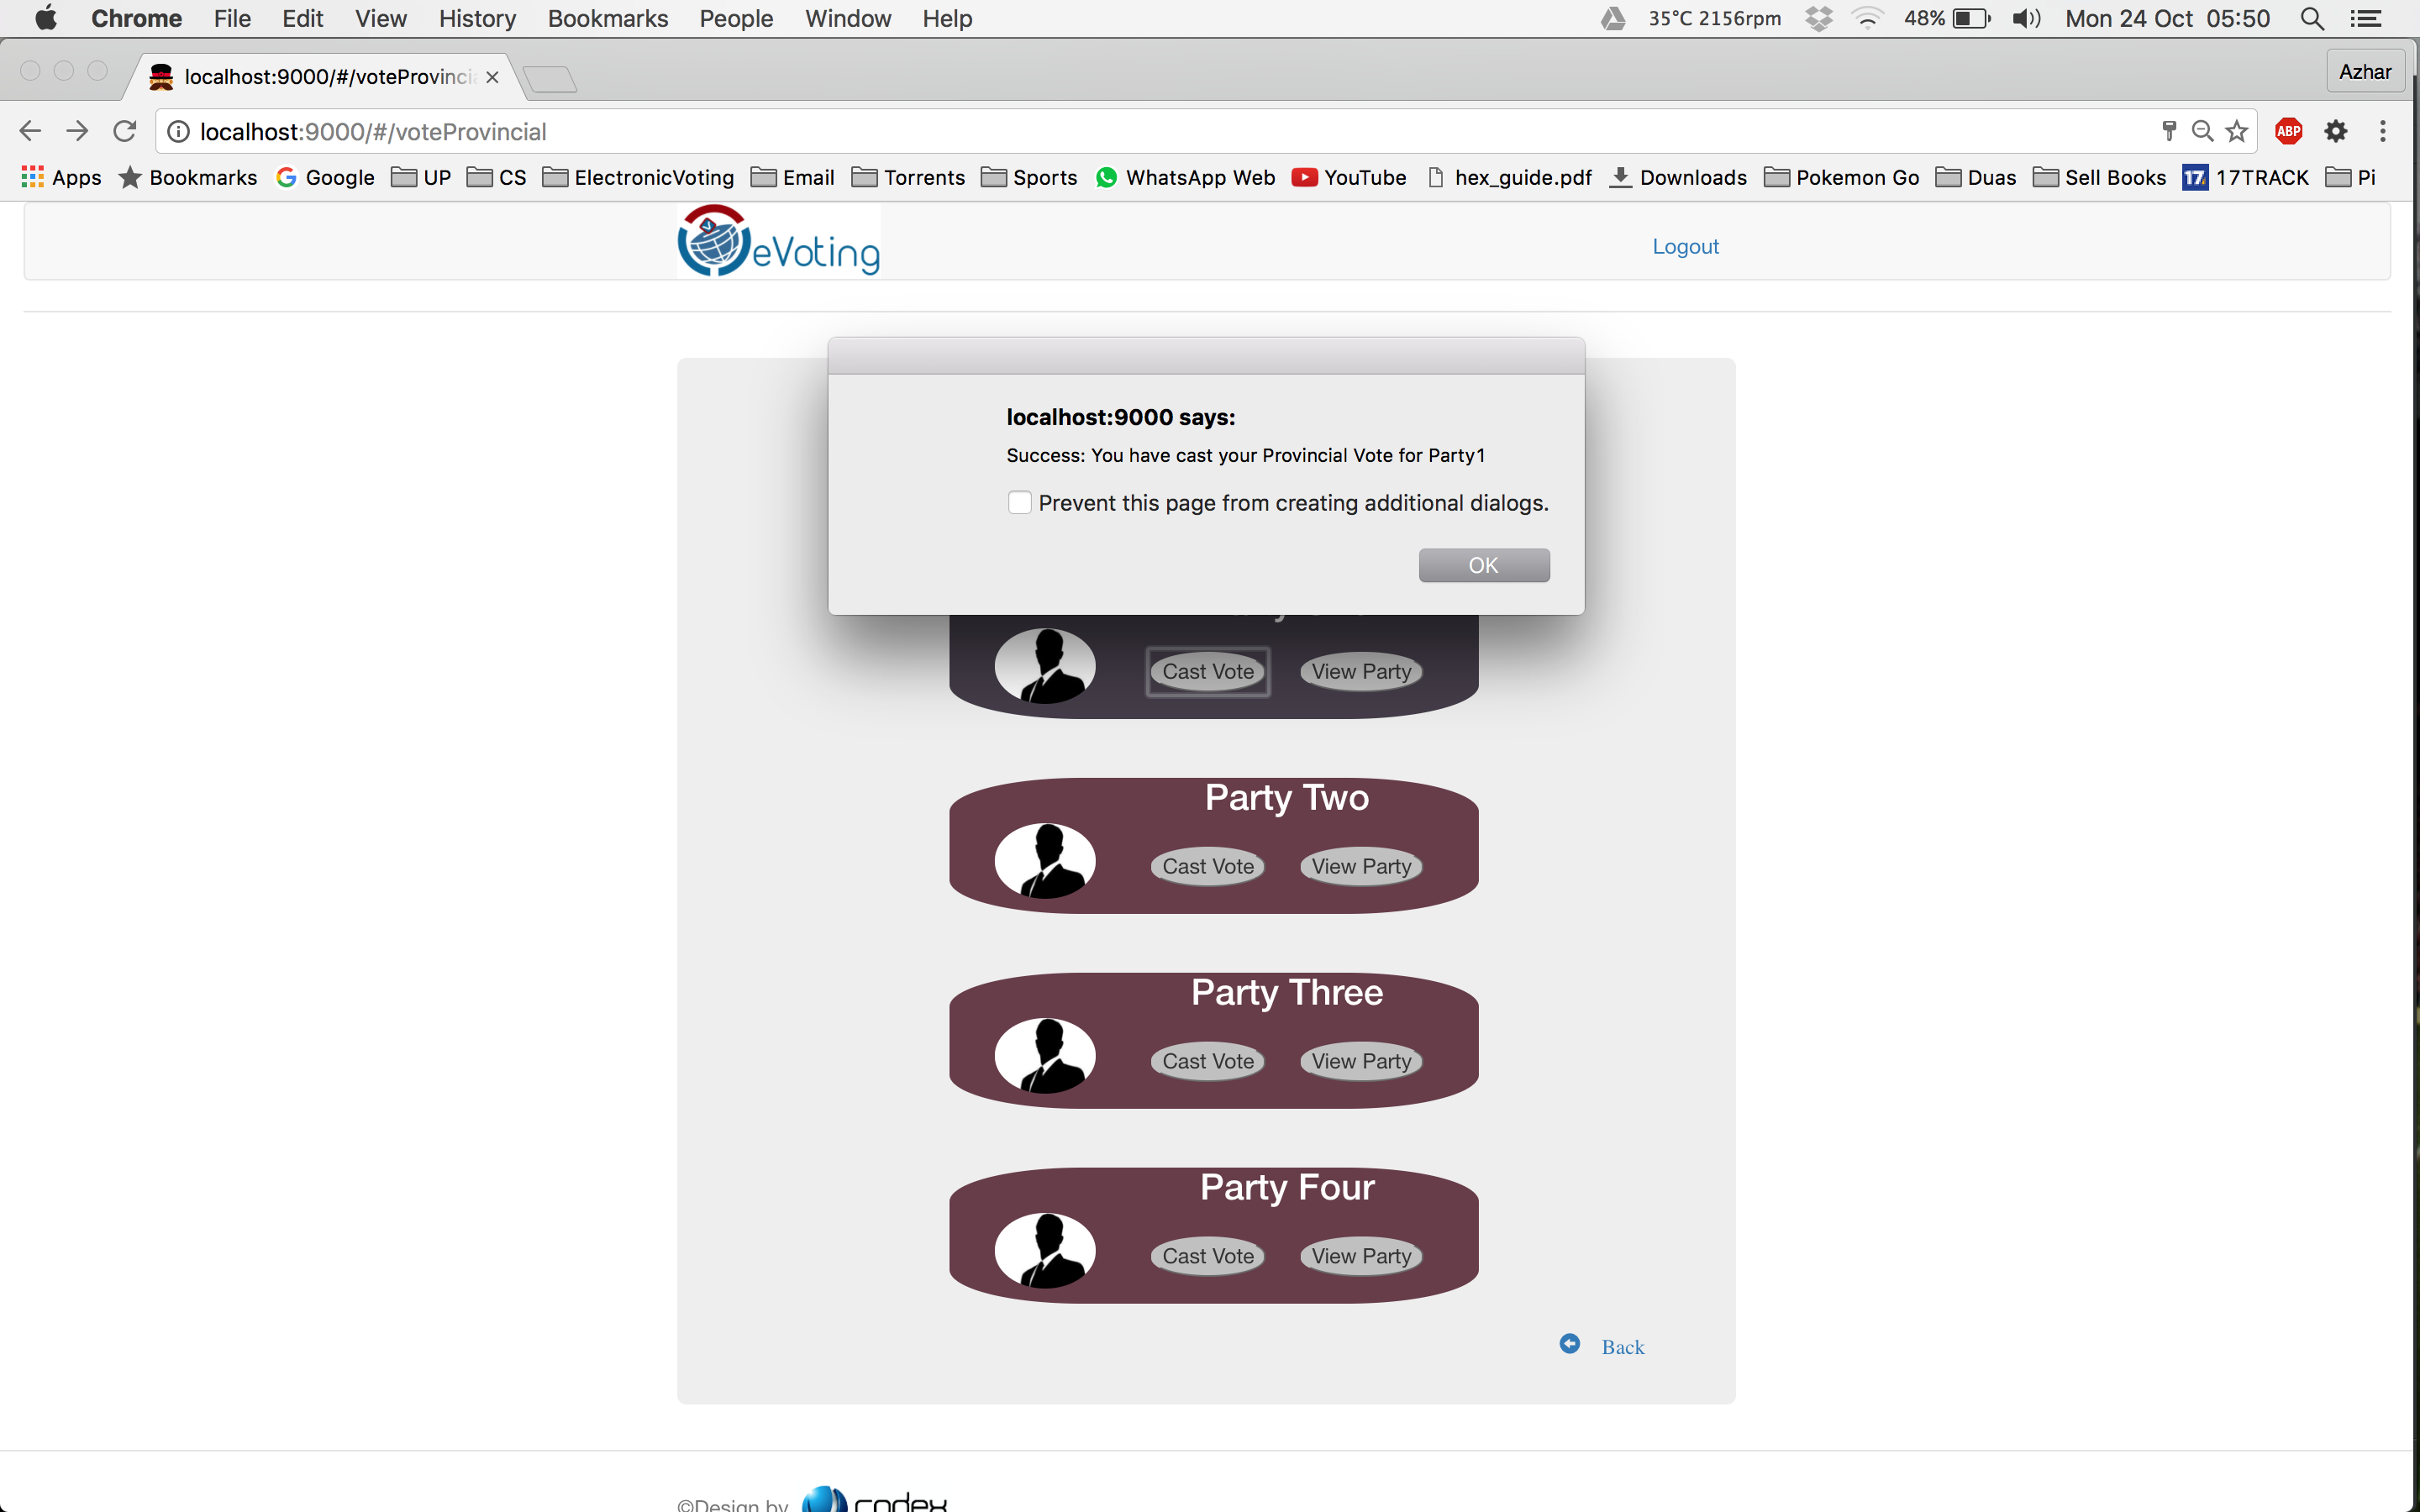 Chrome File Edit View History Bookmarks People Window Help 35°C 2156rpm 48% Mon 24 Oct 05:50
localhost:9000/#/voteProvinci Azhar
localhost:9000/#/voteProvincial ABP
Apps Bookmarks Google UP CS ElectronicVoting Email Torrents Sports WhatsApp Web YouTube hex_guide.pdf Downloads Pokemon Go Duas Sell Books 17 17TRACK Pi
eVoting Logout
localhost:9000 says:
Success: You have cast your Provincial Vote for Party1
Prevent this page from creating additional dialogs.
OK
Cast Vote View Party
Party Two
Cast Vote View Party
Party Three
Cast Vote View Party
Party Four
Cast Vote View Party
Back
©Design by codex